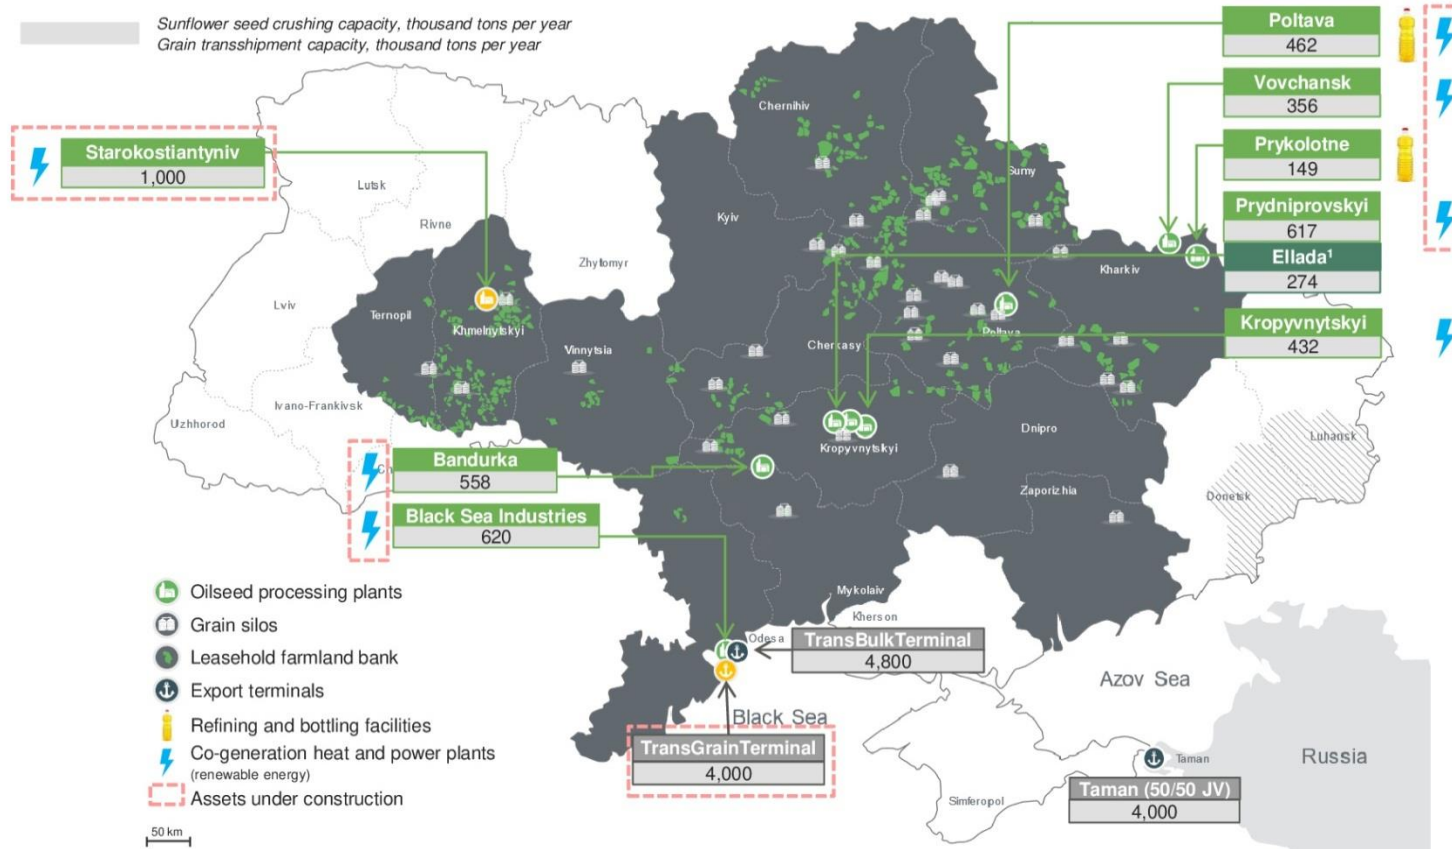 Sunflower seed crushing capacity, thousand tons per year
Grain transshipment capacity, thousand tons per year
Poltava
462
Vovchansk
356
Prykolotne
149
Prydniprovskyi
617
Ellada¹
274
Kropyvnytskyi
432
Starokostiantyniv
1,000
Chernihiv
Sumy
Lutsk
Rivne
Kyiv
Zhytomyr
Kharkiv
Lviv
Ternopil
Khmelnytskyi
Poltava
Cherkasy
Vinnytsia
Ivano-Frankivsk
Uzhhorod
Kropyvnytskyi
Dnipro
Luhansk
Donetsk
Zaporizhia
Bandurka
558
Black Sea Industries
620
Mykolaiv
Kherson
Odesa
TransBulkTerminal
4,800
Azov Sea
Black Sea
TransGrainTerminal
4,000
Taman
Russia
Taman (50/50 JV)
4,000
Simferopol
Oilseed processing plants
Grain silos
Leasehold farmland bank
Export terminals
Refining and bottling facilities
Co-generation heat and power plants
(renewable energy)
Assets under construction
50 km